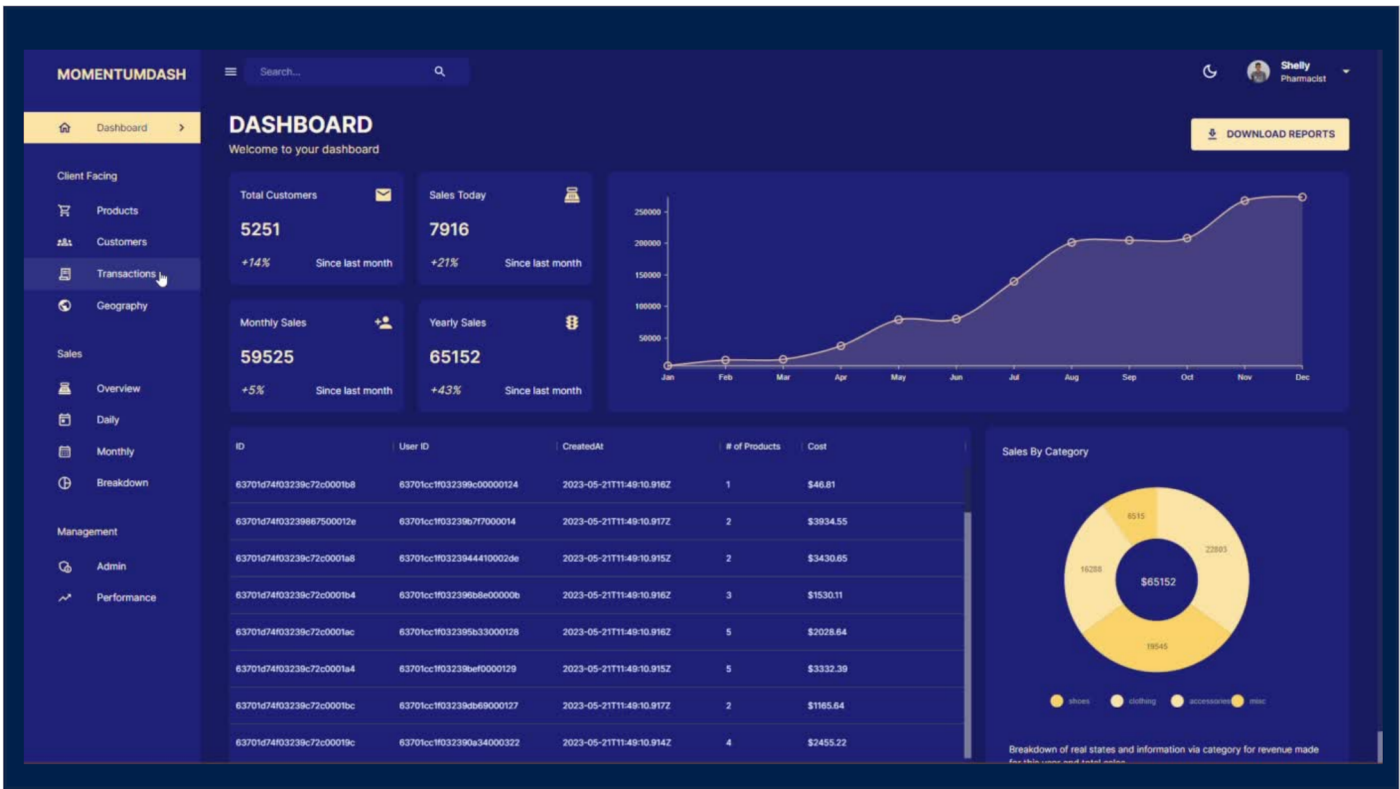 MOMENTUMDASH
Search...
Shelly
Pharmacist
Dashboard
DASHBOARD
Welcome to your dashboard
DOWNLOAD REPORTS
Client Facing
Products
Customers
Transactions
Geography
Sales
Overview
Daily
Monthly
Breakdown
Management
Admin
Performance
Total Customers
5251
+14% Since last month
Sales Today
7916
+21% Since last month
Monthly Sales
59525
+5% Since last month
Yearly Sales
65152
+43% Since last month
250000
200000
150000
100000
50000
Jan Feb Mar Apr May Jun Jul Aug Sep Oct Nov Dec
ID User ID CreatedAt # of Products Cost
63701d74f03239c72c0001b8 63701cc1f032399c00000124 2023-05-21T11:49:10.916Z 1 $46.81
63701d74f03239867500012e 63701cc1f03239b7f7000014 2023-05-21T11:49:10.917Z 2 $3934.55
63701d74f03239c72c0001a8 63701cc1f0323944410002de 2023-05-21T11:49:10.915Z 2 $3430.65
63701d74f03239c72c0001b4 63701cc1f032396b8e00000b 2023-05-21T11:49:10.916Z 3 $1530.11
63701d74f03239c72c0001ac 63701cc1f032395b33000128 2023-05-21T11:49:10.916Z 5 $2028.64
63701d74f03239c72c0001a4 63701cc1f03239bef0000129 2023-05-21T11:49:10.915Z 5 $3332.39
63701d74f03239c72c0001bc 63701cc1f03239db69000127 2023-05-21T11:49:10.917Z 2 $1165.64
63701d74f03239c72c00019c 63701cc1f032390a34000322 2023-05-21T11:49:10.914Z 4 $2455.22
Sales By Category
6515
22803
16288
$65152
19545
shoes clothing accessories misc
Breakdown of real states and information via category for revenue made
for this year and total sales